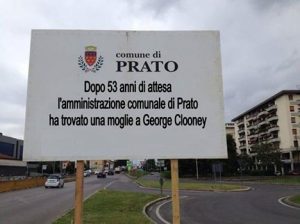 comune di
PRATO
Dopo 53 anni di attesa
l'amministrazione comunale di Prato
ha trovato una moglie a George Clooney